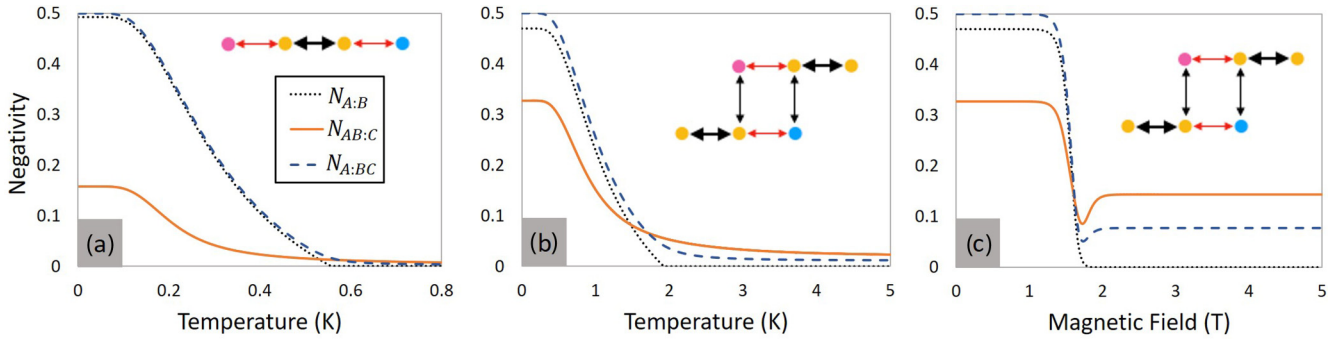 0.5
0.4
0.3
0.2
0.1
0
Negativity
N_{A:B}
N_{AB:C}
N_{A:BC}
(a)
0 0.2 0.4 0.6 0.8
Temperature (K)
0.5
0.4
0.3
0.2
0.1
0
(b)
0 1 2 3 4 5
Temperature (K)
0.5
0.4
0.3
0.2
0.1
0
(c)
0 1 2 3 4 5
Magnetic Field (T)